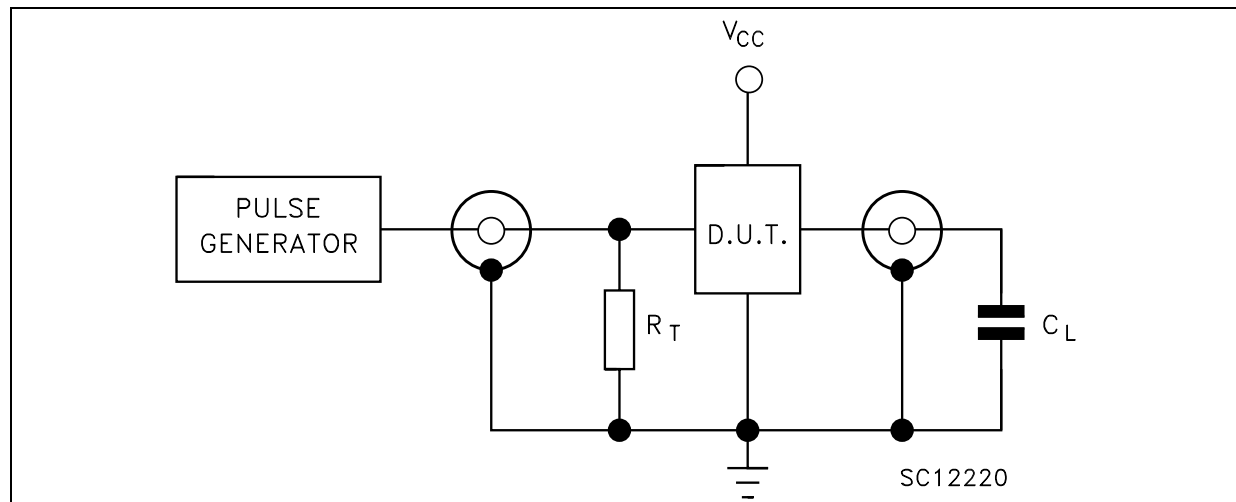 VCC
PULSE
GENERATOR
D.U.T.
RT
CL
SC12220